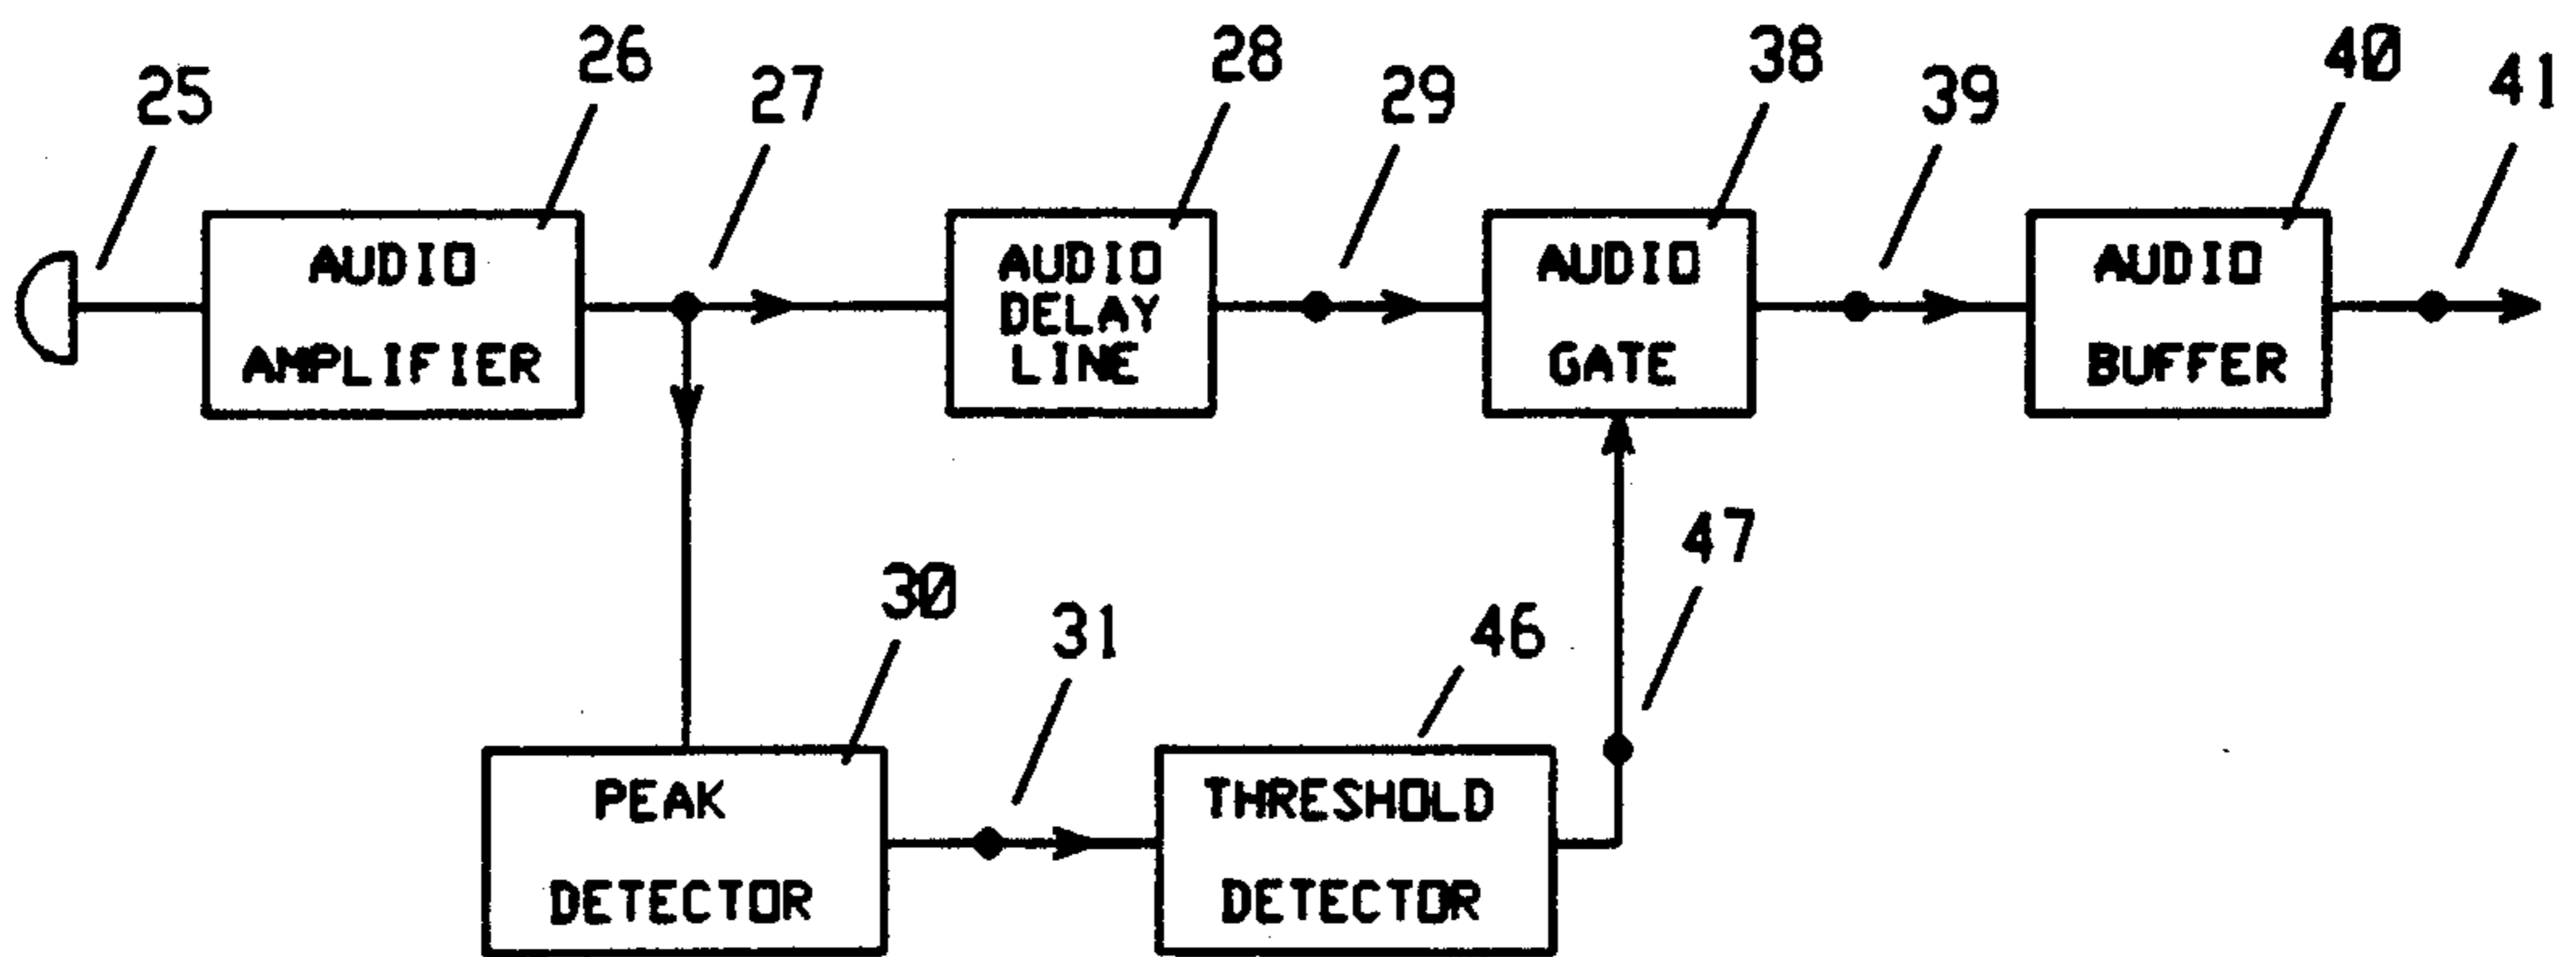 25
26
27
28
29
38
39
40
41
AUDIO
AMPLIFIER
AUDIO
DELAY
LINE
AUDIO
GATE
AUDIO
BUFFER
30
31
46
47
PEAK
DETECTOR
THRESHOLD
DETECTOR